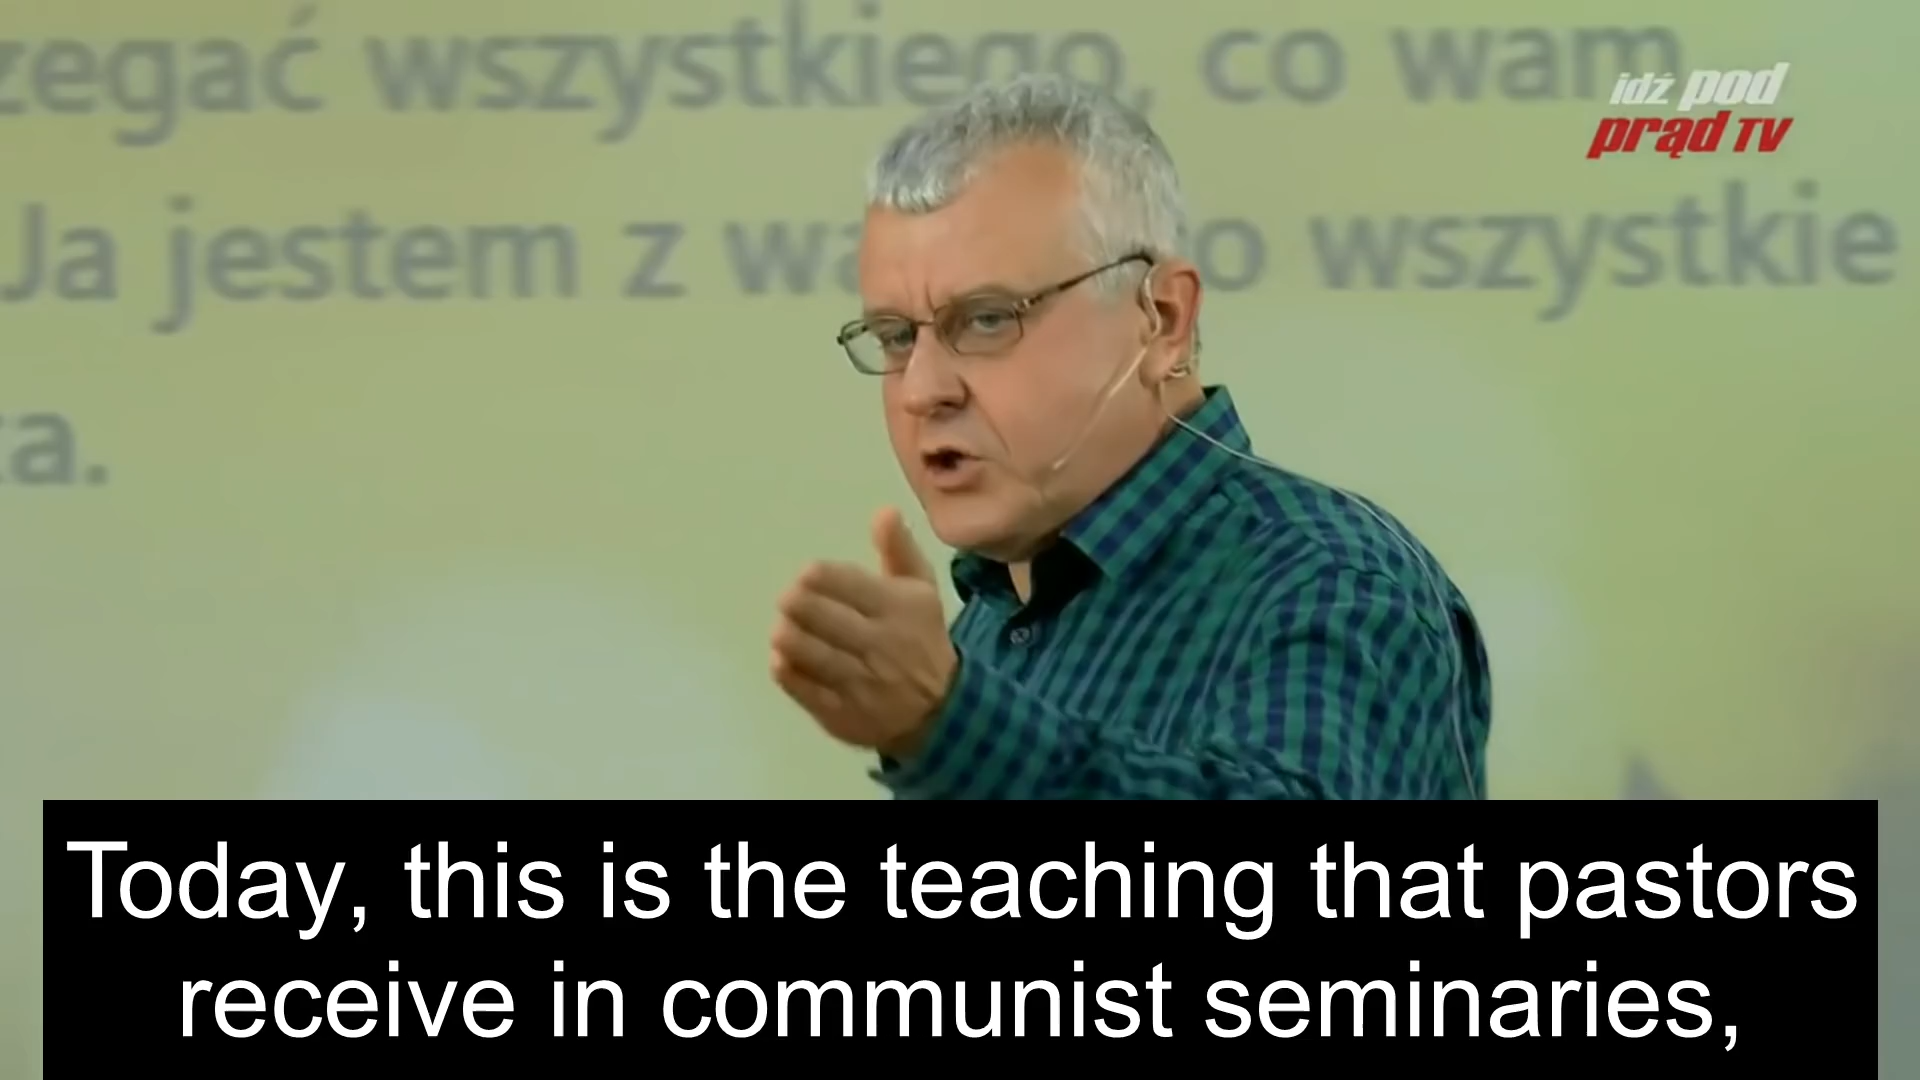 zegać wszystkiego, co wam
idź pod
prąd TV
Ja jestem z wa o wszystkie
ka.
Today, this is the teaching that pastors
receive in communist seminaries,